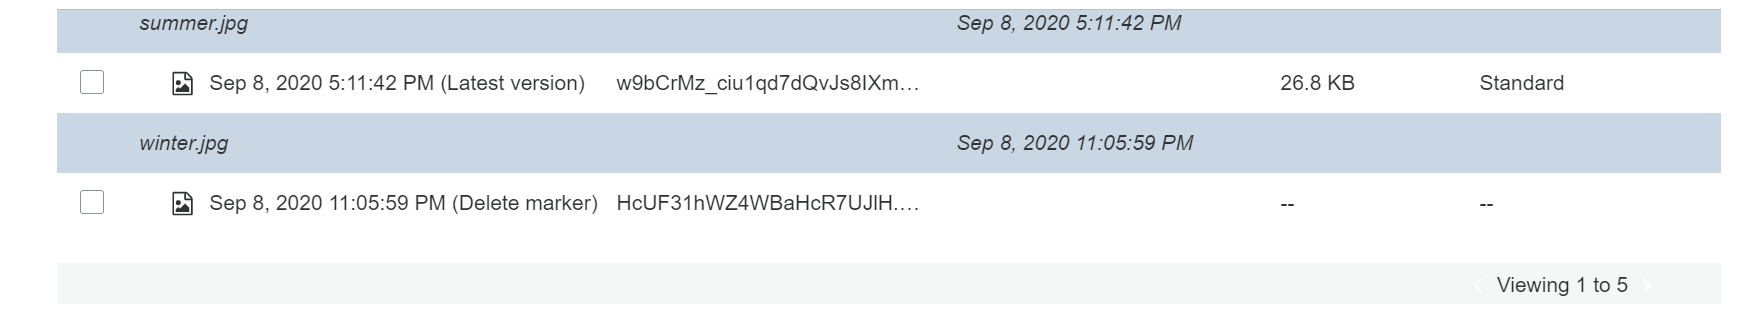 summer.jpg Sep 8, 2020 5:11:42 PM
Sep 8, 2020 5:11:42 PM (Latest version) w9bCrMz_ciu1qd7dQvJs8IXm… 26.8 KB Standard
winter.jpg Sep 8, 2020 11:05:59 PM
Sep 8, 2020 11:05:59 PM (Delete marker) HcUF31hWZ4WBaHcR7UJlH.… -- --
Viewing 1 to 5